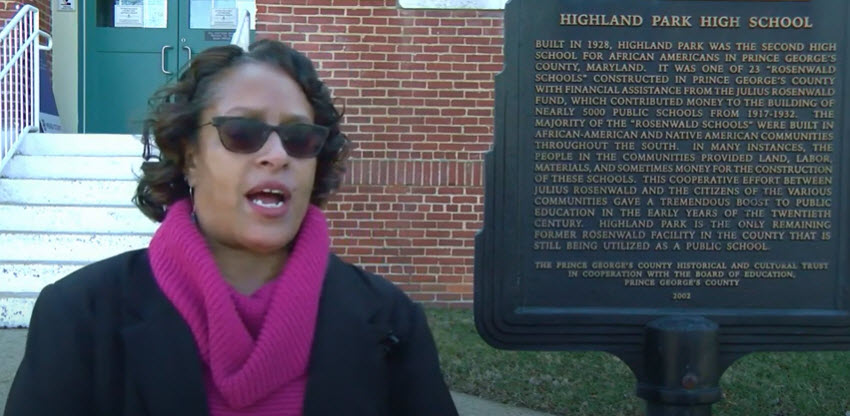 HIGHLAND PARK HIGH SCHOOL
BUILT IN 1928, HIGHLAND PARK WAS THE SECOND HIGH
SCHOOL FOR AFRICAN AMERICANS IN PRINCE GEORGE'S
COUNTY, MARYLAND. IT WAS ONE OF 23 "ROSENWALD
SCHOOLS" CONSTRUCTED IN PRINCE GEORGE'S COUNTY
WITH FINANCIAL ASSISTANCE FROM THE JULIUS ROSENWALD
FUND, WHICH CONTRIBUTED MONEY TO THE BUILDING OF
NEARLY 5000 PUBLIC SCHOOLS FROM 1917-1932. THE
MAJORITY OF THE "ROSENWALD SCHOOLS" WERE BUILT IN
AFRICAN-AMERICAN AND NATIVE AMERICAN COMMUNITIES
THROUGHOUT THE SOUTH. IN MANY INSTANCES, THE
PEOPLE IN THE COMMUNITIES PROVIDED LAND, LABOR,
MATERIALS, AND SOMETIMES MONEY FOR THE CONSTRUCTION
OF THESE SCHOOLS. THIS COOPERATIVE EFFORT BETWEEN
JULIUS ROSENWALD AND THE CITIZENS OF THE VARIOUS
COMMUNITIES GAVE A TREMENDOUS BOOST TO PUBLIC
EDUCATION IN THE EARLY YEARS OF THE TWENTIETH
CENTURY. HIGHLAND PARK IS THE ONLY REMAINING
FORMER ROSENWALD FACILITY IN THE COUNTY THAT IS
STILL BEING UTILIZED AS A PUBLIC SCHOOL.
THE PRINCE GEORGE'S COUNTY HISTORICAL AND CULTURAL TRUST
IN COOPERATION WITH THE BOARD OF EDUCATION,
PRINCE GEORGE'S COUNTY
2002